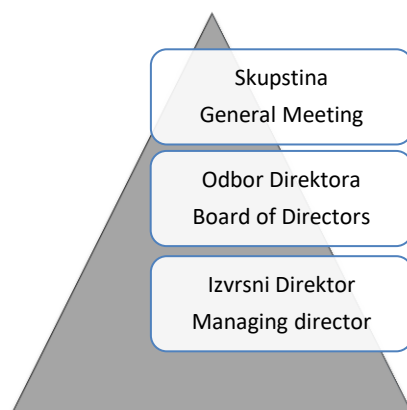 Skupstina
General Meeting
Odbor Direktora
Board of Directors
Izvrsni Direktor
Managing director